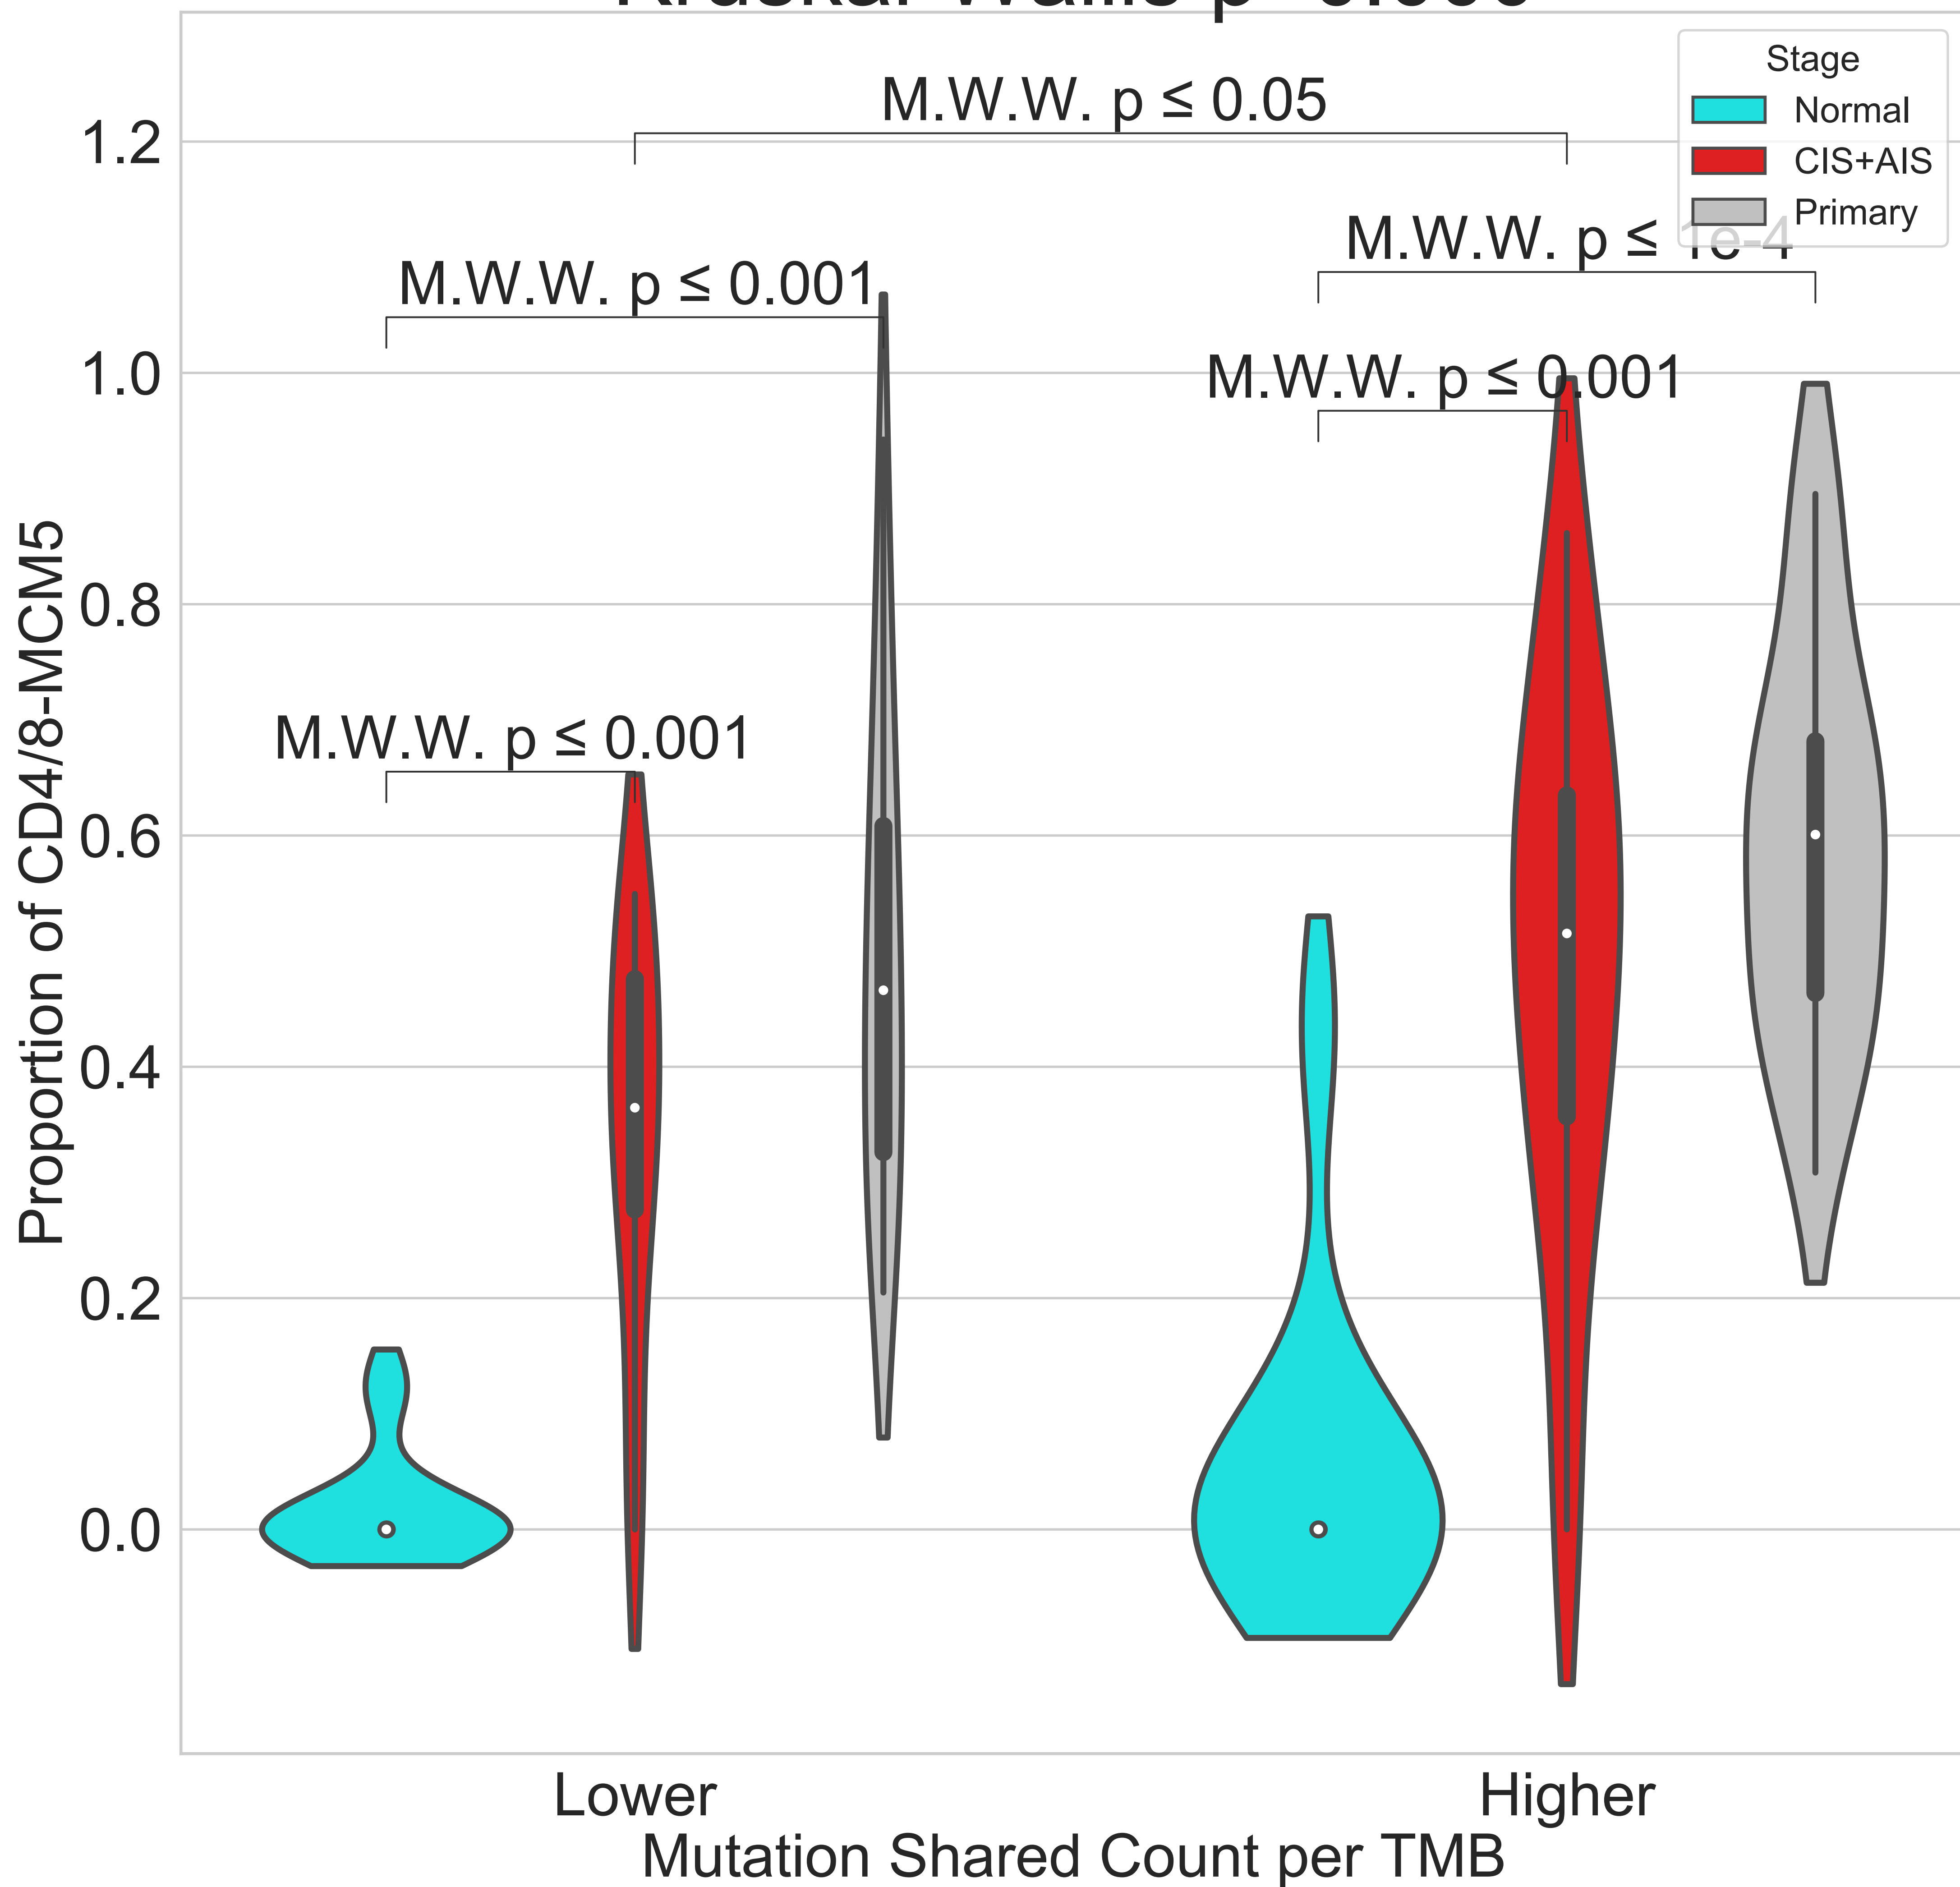 Stage
Normal
CIS+AIS
Primary
M.W.W. p ≤ 0.05
M.W.W. p ≤ 1e-4
M.W.W. p ≤ 0.001
M.W.W. p ≤ 0.001
M.W.W. p ≤ 0.001
1.2
1.0
0.8
0.6
0.4
0.2
0.0
Proportion of CD4/8-MCM5
Lower
Higher
Mutation Shared Count per TMB